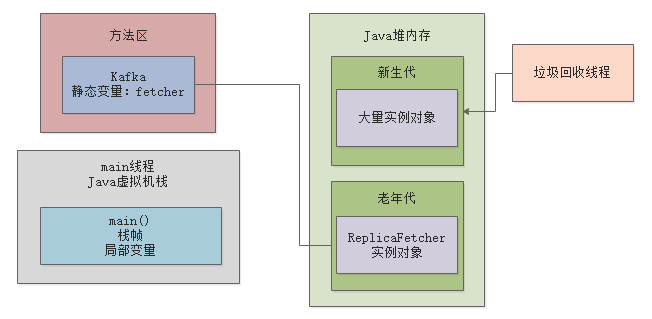 方法区
Kafka
静态变量：fetcher
main线程
Java虚拟机栈
main()
栈帧
局部变量
Java堆内存
新生代
大量实例对象
老年代
ReplicaFetcher
实例对象
垃圾回收线程